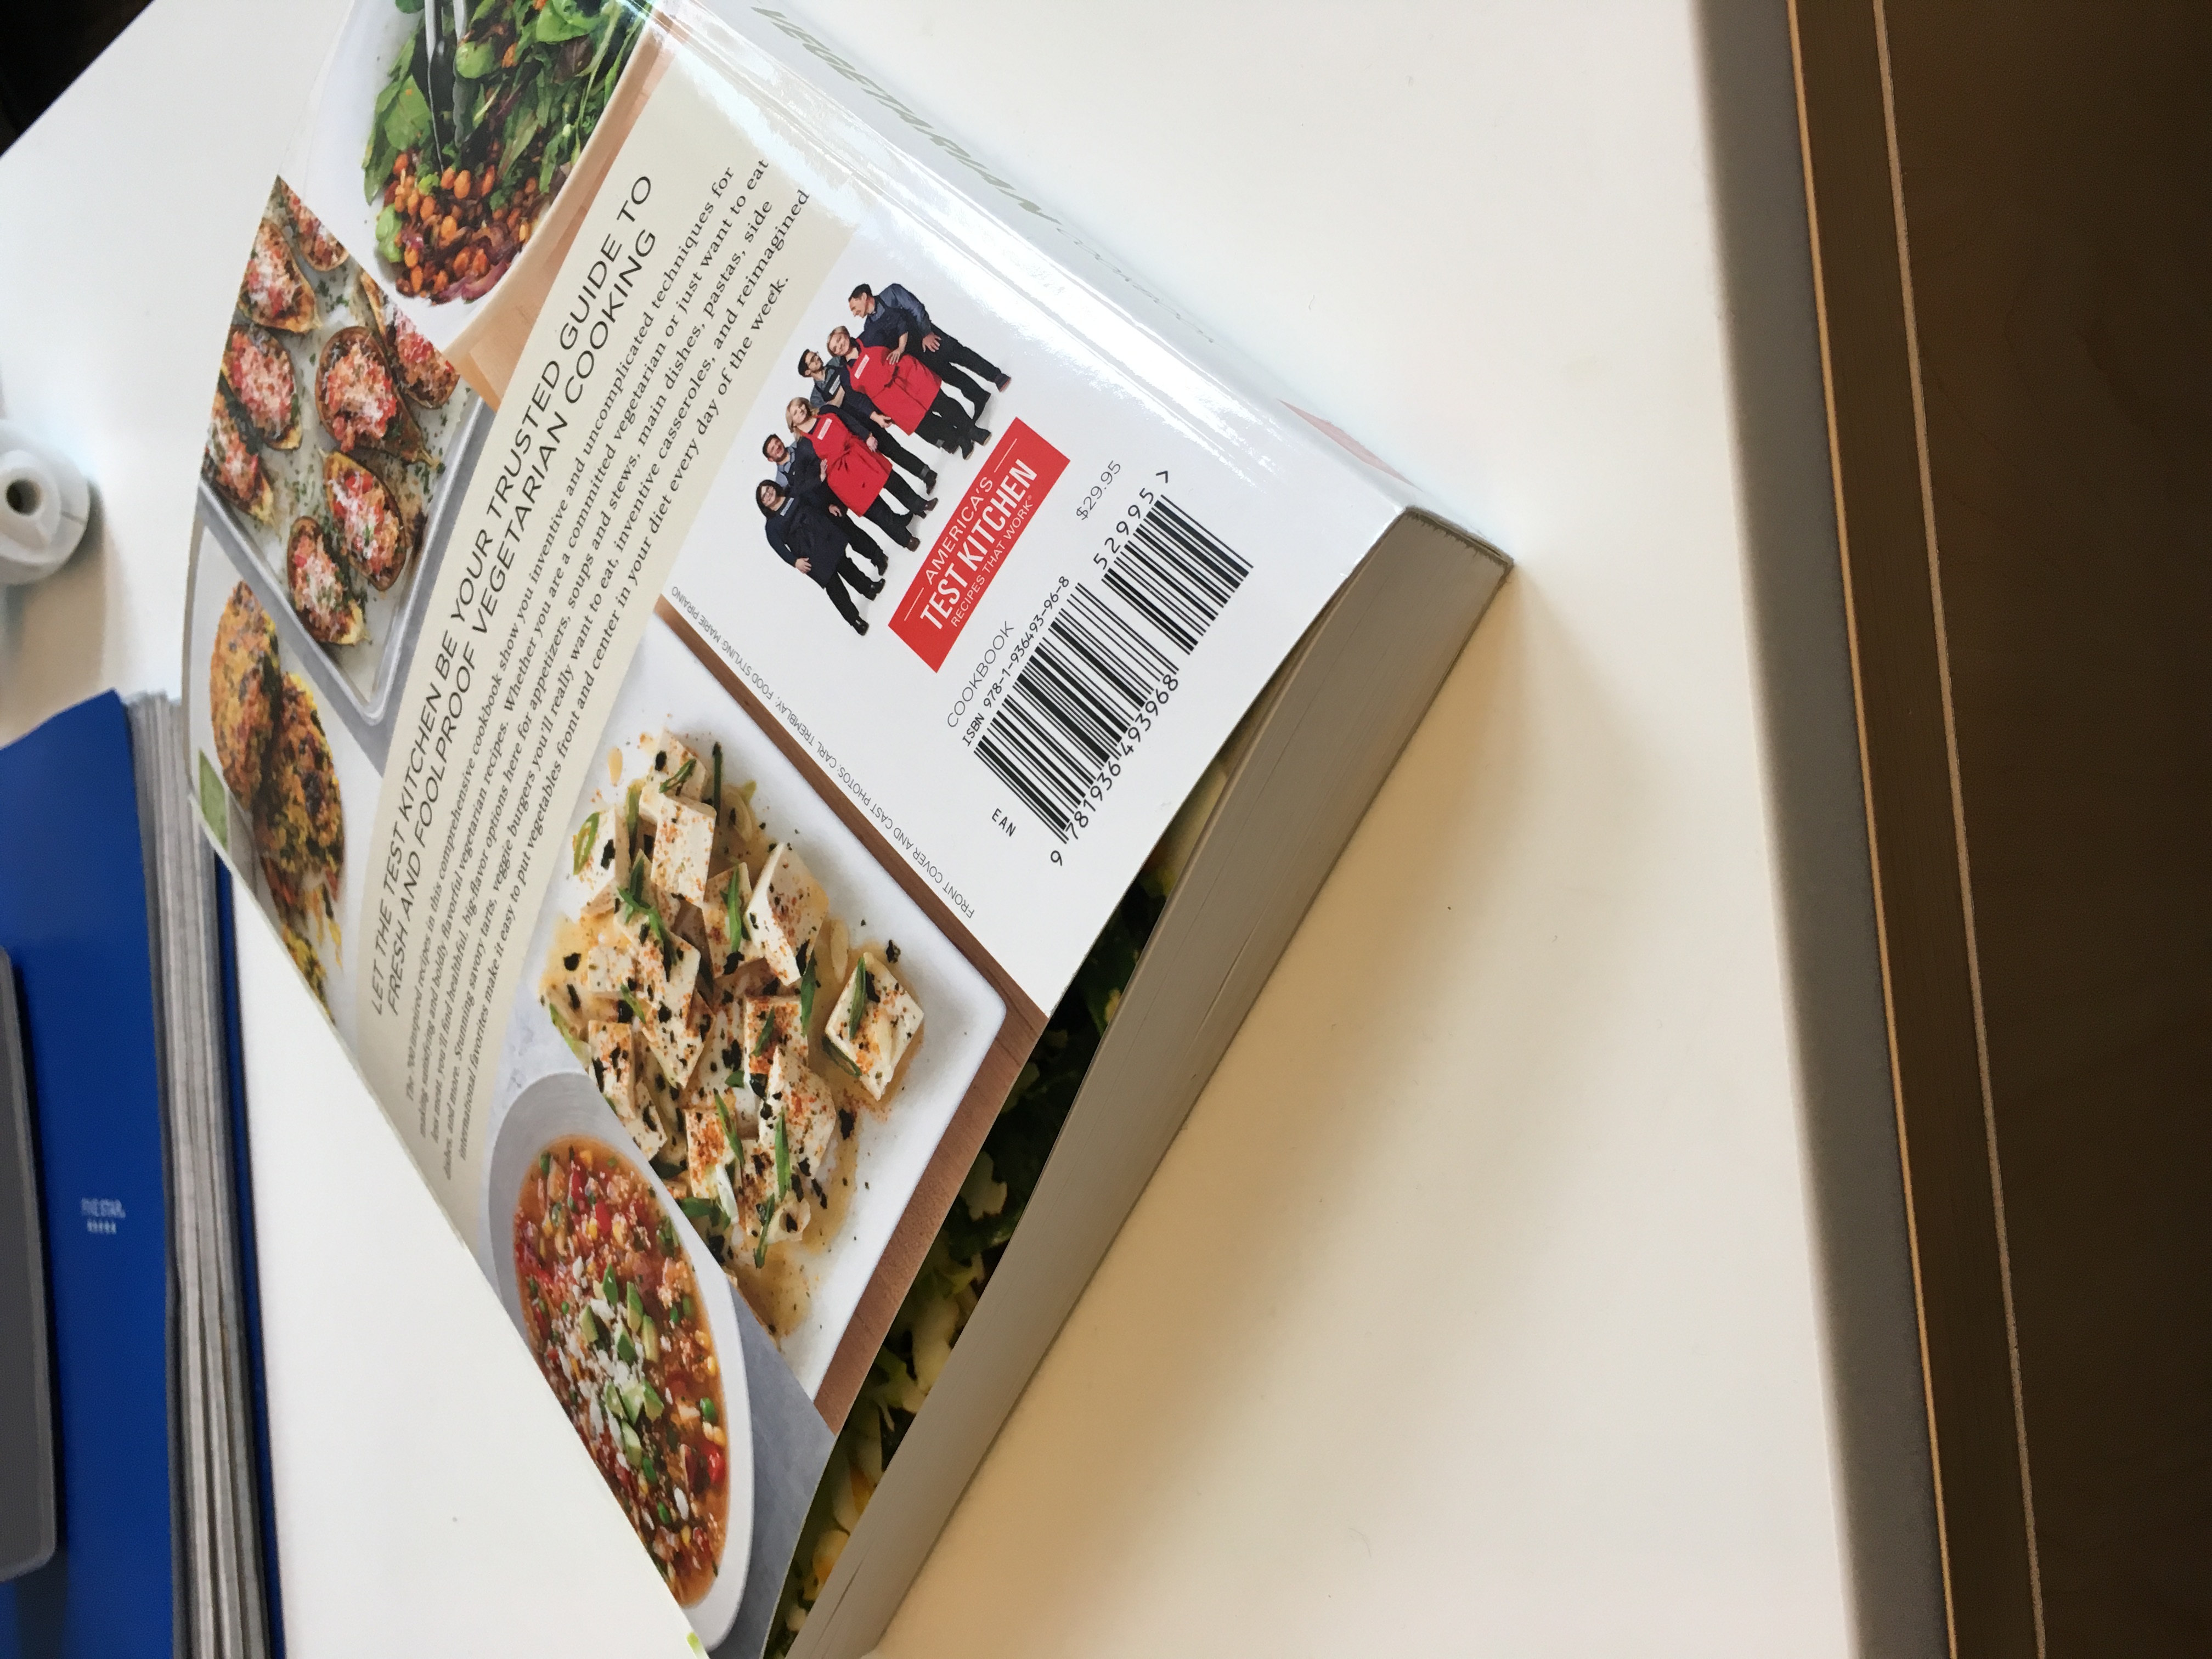 FIVE STAR
LET THE TEST KITCHEN BE YOUR TRUSTED GUIDE TO
FRESH AND FOOLPROOF VEGETARIAN COOKING
The 700 inspired recipes in this comprehensive cookbook show you inventive and uncomplicated techniques for
making satisfying and boldly flavorful vegetarian recipes. Whether you are a committed vegetarian or just want to eat
less meat, you'll find healthful, big-flavor options here for appetizers, soups and stews, main dishes, pastas, side
dishes, and more. Stunning savory tarts, veggie burgers you'll really want to eat, inventive casseroles, and reimagined
international favorites make it easy to put vegetables front and center in your diet every day of the week.
FRONT COVER AND CAST PHOTOS: CARL TREMBLAY; FOOD STYLING: MARIE PIRAINO
AMERICA'S
TEST KITCHEN
RECIPES THAT WORK®
COOKBOOK
$29.95
ISBN 978-1-936493-96-8
EAN
52995 >
9 781936 493968
VEGETARIAN